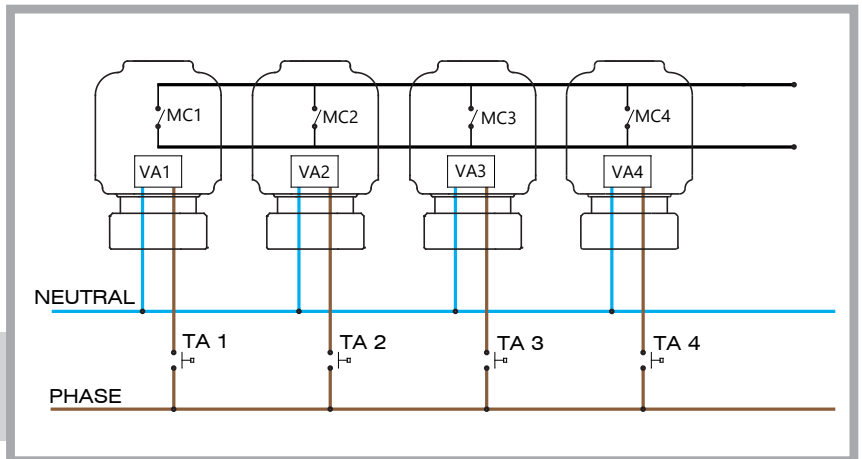 MC1 MC2 MC3 MC4
VA1 VA2 VA3 VA4
NEUTRAL
TA 1 TA 2 TA 3 TA 4
PHASE